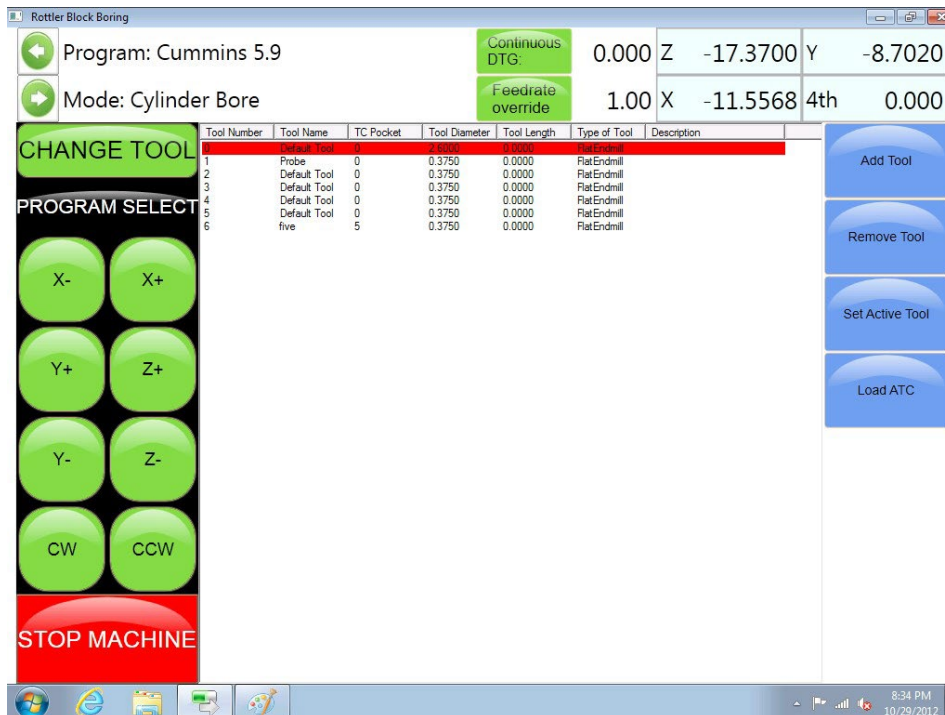 Rottler Block Boring
Program: Cummins 5.9
Continuous DTG: 0.000 Z -17.3700 Y -8.7020
Mode: Cylinder Bore
Feedrate override 1.00 X -11.5568 4th 0.000
CHANGE TOOL
PROGRAM SELECT
X- X+
Y+ Z+
Y- Z-
CW CCW
STOP MACHINE
Tool Number Tool Name TC Pocket Tool Diameter Tool Length Type of Tool Description
0 Default Tool 0 2.6000 0.0000 FlatEndmill
1 Probe 0 0.3750 0.0000 FlatEndmill
2 Default Tool 0 0.3750 0.0000 FlatEndmill
3 Default Tool 0 0.3750 0.0000 FlatEndmill
4 Default Tool 0 0.3750 0.0000 FlatEndmill
5 Default Tool 0 0.3750 0.0000 FlatEndmill
6 five 5 0.3750 0.0000 FlatEndmill
Add Tool
Remove Tool
Set Active Tool
Load ATC
8:34 PM
10/29/2012